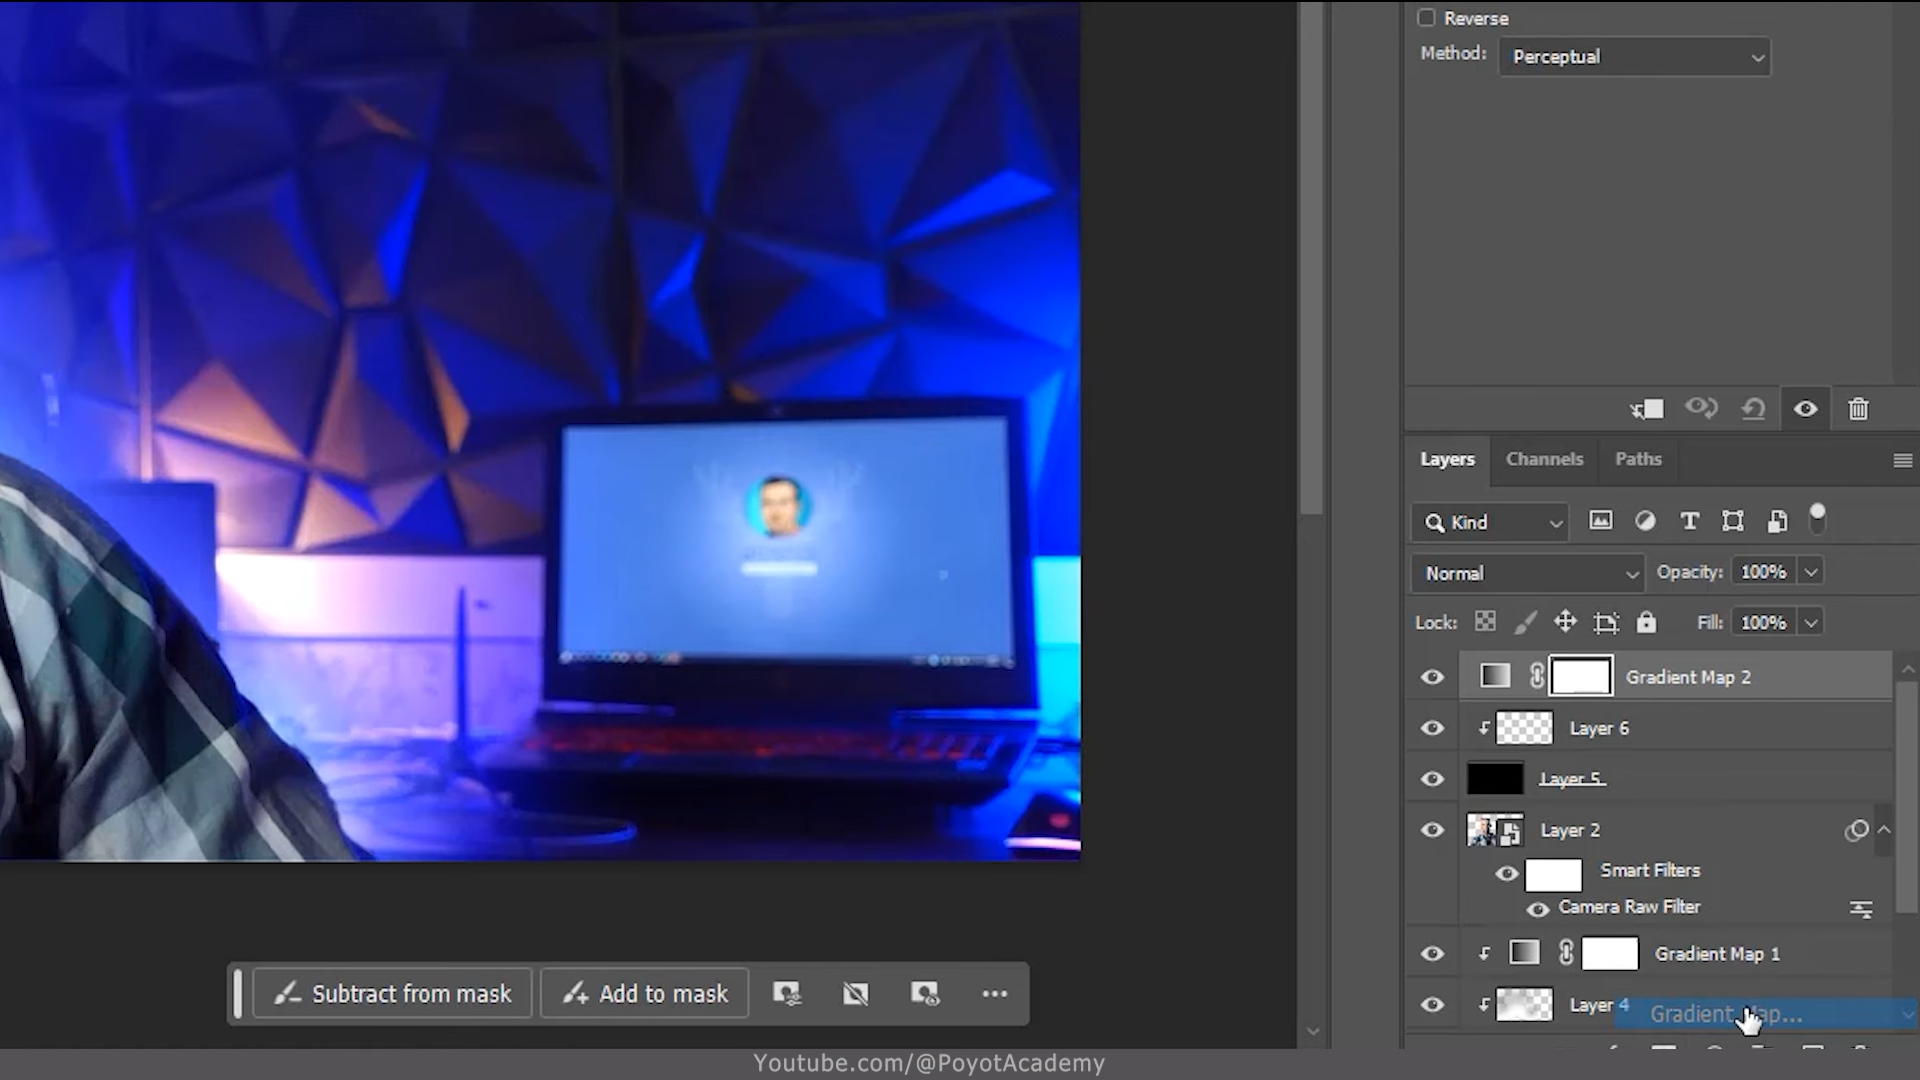 Reverse
Method: Perceptual
Layers Channels Paths
Kind
Normal Opacity: 100%
Lock: Fill: 100%
Gradient Map 2
Layer 6
Layer 5
Layer 2
Smart Filters
Camera Raw Filter
Gradient Map 1
Layer 4
Gradient Map...
Subtract from mask Add to mask
Youtube.com/@PoyotAcademy